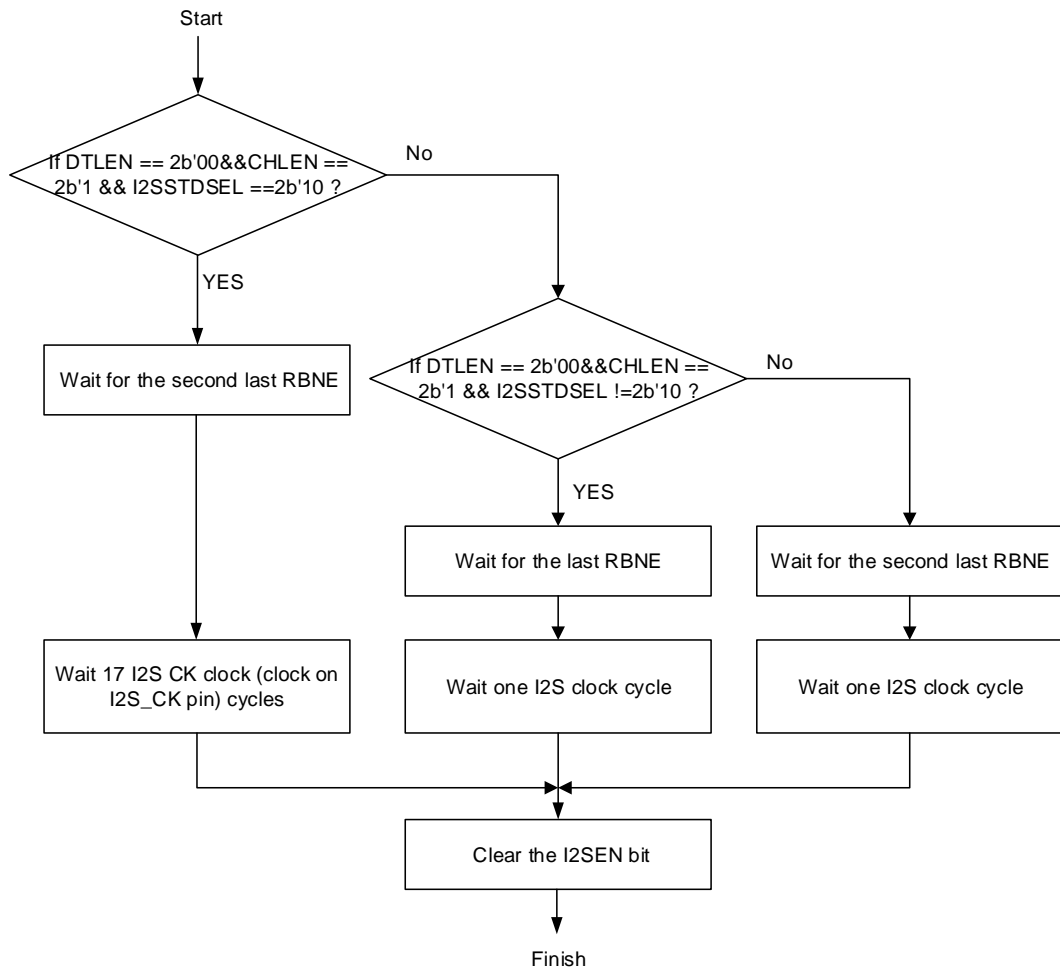 Start
If DTLEN == 2b'00&&CHLEN ==
2b'1 && I2SSTDSEL ==2b'10 ?
No
YES
Wait for the second last RBNE
If DTLEN == 2b'00&&CHLEN ==
2b'1 && I2SSTDSEL !=2b'10 ?
No
YES
Wait for the last RBNE
Wait for the second last RBNE
Wait 17 I2S CK clock (clock on
I2S_CK pin) cycles
Wait one I2S clock cycle
Wait one I2S clock cycle
Clear the I2SEN bit
Finish